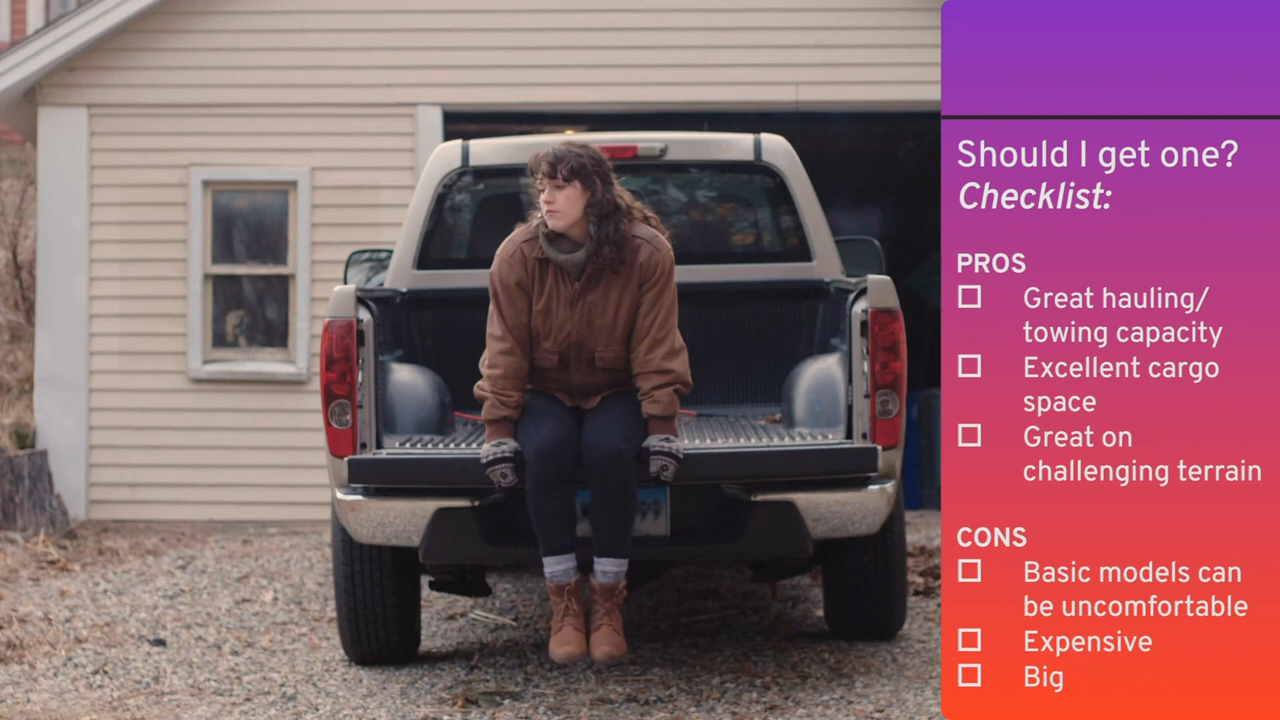 Should I get one?
Checklist:
PROS
Great hauling/
towing capacity
Excellent cargo
space
Great on
challenging terrain
CONS
Basic models can
be uncomfortable
Expensive
Big